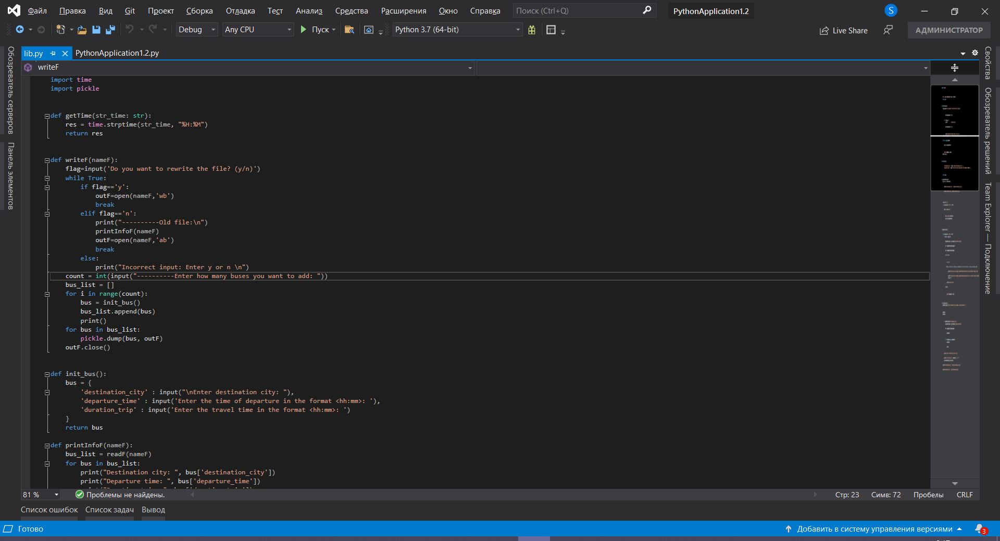 Файл Правка Вид Git Проект Сборка Отладка Тест Анализ Средства Расширения Окно Справка Поиск (Ctrl+Q) PythonApplication1.2 S
Debug Any CPU Пуск Python 3.7 (64-bit) Live Share АДМИНИСТРАТОР
Обозреватель серверов
Панель элементов
lib.py PythonApplication1.2.py
writeF
import time
import pickle
def getTime(str_time: str):
res = time.strptime(str_time, "%H:%M")
return res
def writeF(nameF):
flag=input('Do you want to rewrite the file? (y/n)')
while True:
if flag=='y':
outF=open(nameF,'wb')
break
elif flag=='n':
print("----------Old file:\n")
printInfoF(nameF)
outF=open(nameF,'ab')
break
else:
print("Incorrect input: Enter y or n \n")
count = int(input("----------Enter how many buses you want to add: "))
bus_list = []
for i in range(count):
bus = init_bus()
bus_list.append(bus)
print()
for bus in bus_list:
pickle.dump(bus, outF)
outF.close()
def init_bus():
bus = {
'destination_city' : input("\nEnter destination city: "),
'departure_time' : input('Enter the time of departure in the format <hh:mm>: '),
'duration_trip' : input('Enter the travel time in the format <hh:mm>: ')
}
return bus
def printInfoF(nameF):
bus_list = readF(nameF)
for bus in bus_list:
print("Destination city: ", bus['destination_city'])
print("Departure time: ", bus['departure_time'])
Свойства
Обозреватель решений
Team Explorer — Подключение
81 % Проблемы не найдены. Стр: 23 Симв: 72 Пробелы CRLF
Список ошибок Список задач Вывод
Готово Добавить в систему управления версиями 3